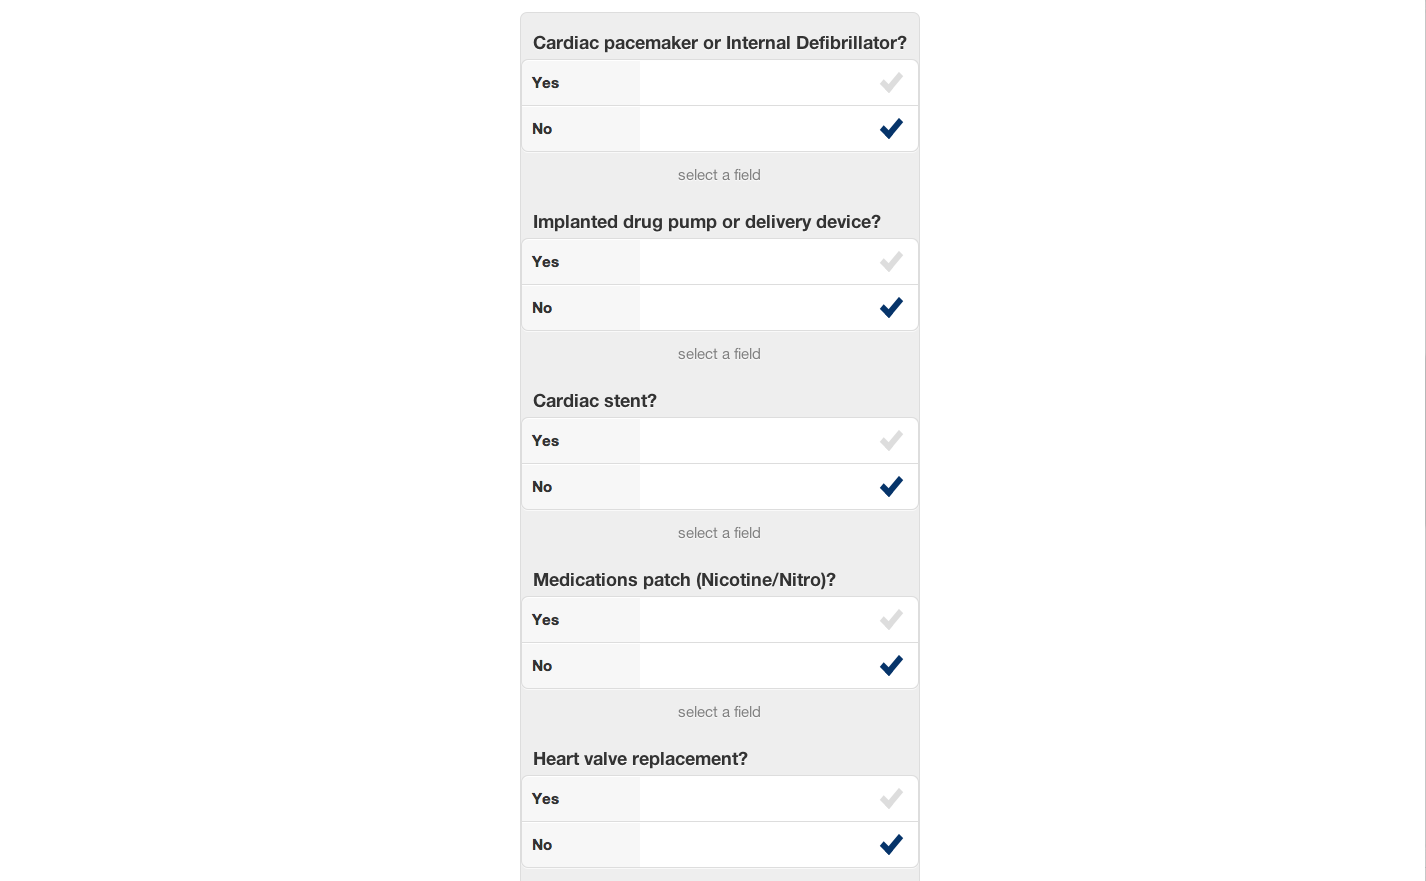 Cardiac pacemaker or Internal Defibrillator?
Yes
No
select a field
Implanted drug pump or delivery device?
Yes
No
select a field
Cardiac stent?
Yes
No
select a field
Medications patch (Nicotine/Nitro)?
Yes
No
select a field
Heart valve replacement?
Yes
No